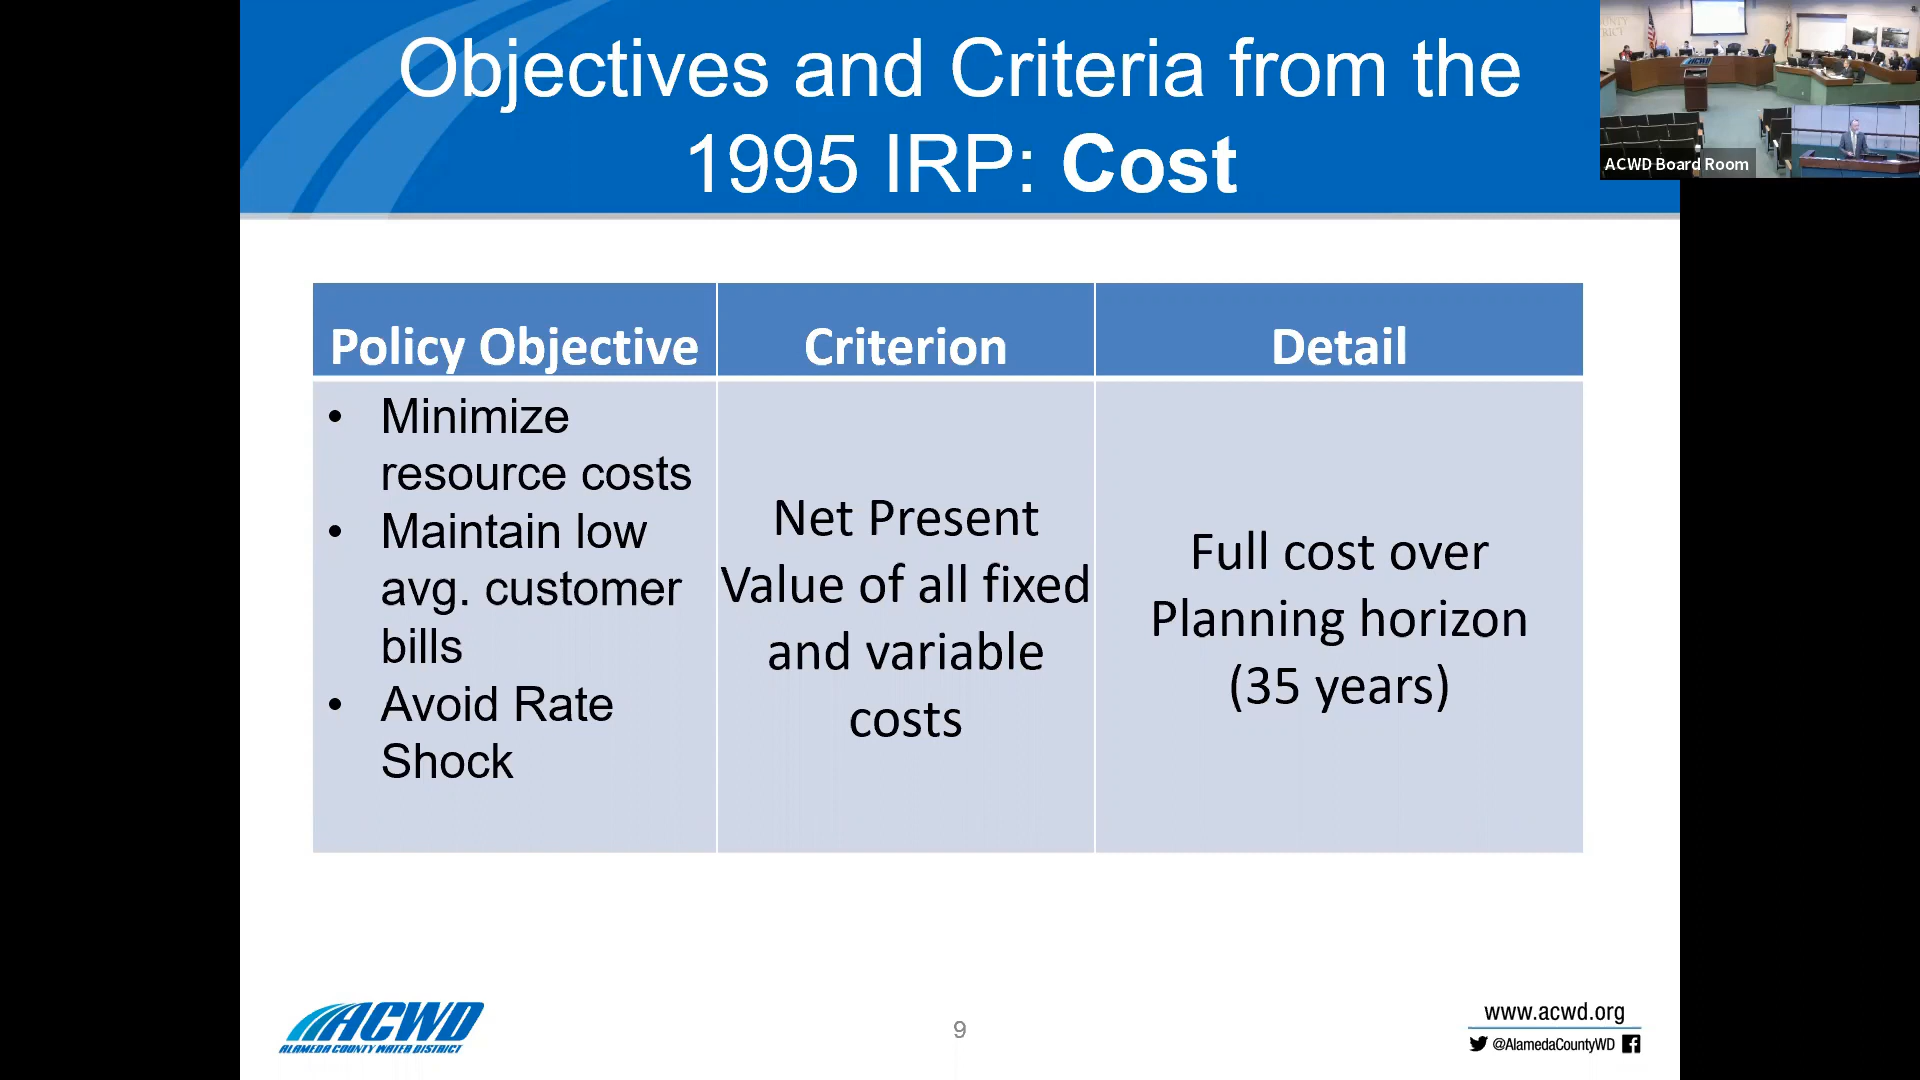 Objectives and Criteria from the
1995 IRP: Cost
ACWD Board Room
Policy Objective
Criterion
Detail
• Minimize
resource costs
• Maintain low
avg. customer
bills
• Avoid Rate
Shock
Net Present
Value of all fixed
and variable
costs
Full cost over
Planning horizon
(35 years)
ACWD
ALAMEDA COUNTY WATER DISTRICT
9
www.acwd.org
@AlamedaCountyWD